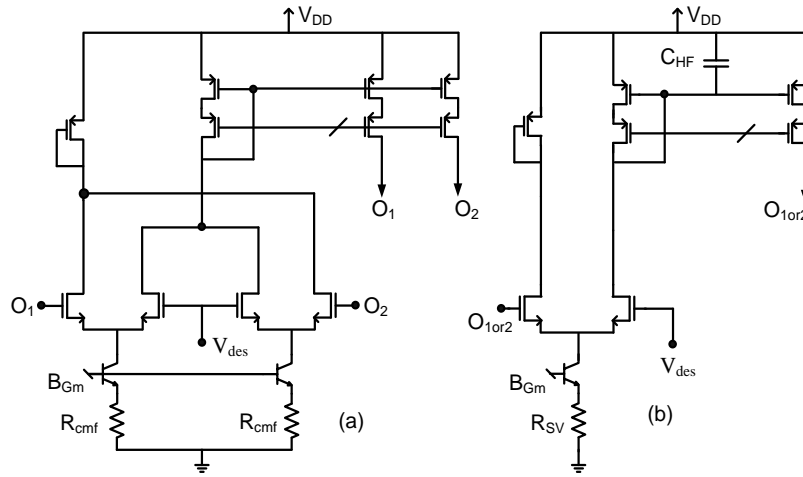 V_DD
V_DD
C_HF
O_1
O_2
O_1or2
O_1
O_2
O_1or2
V_des
V_des
B_Gm
B_Gm
R_cmf
R_cmf
(a)
R_SV
(b)